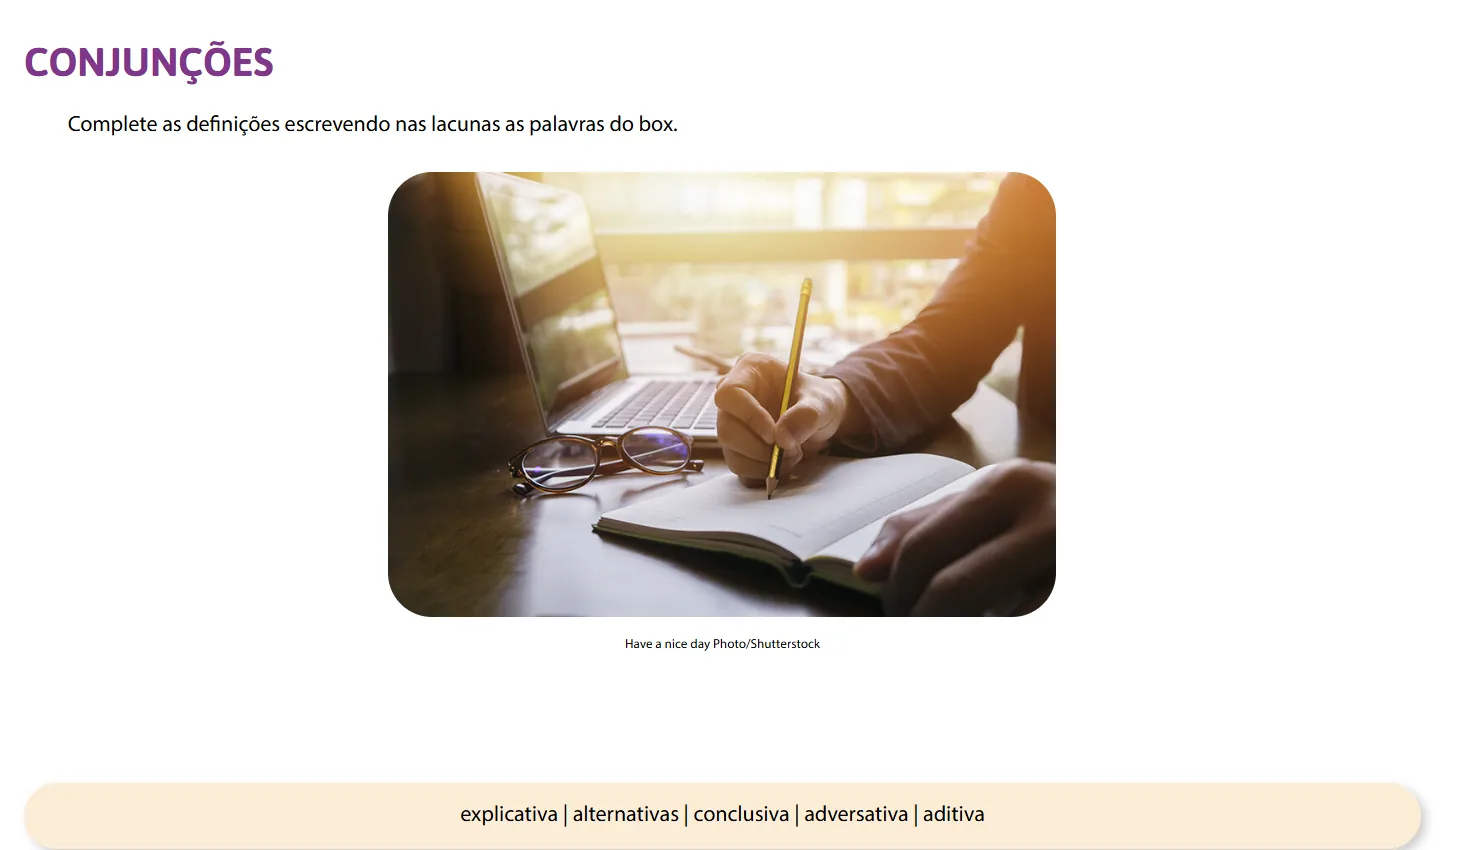 CONJUNÇÕES
Complete as definições escrevendo nas lacunas as palavras do box.
Have a nice day Photo/Shutterstock
explicativa | alternativas | conclusiva | adversativa | aditiva